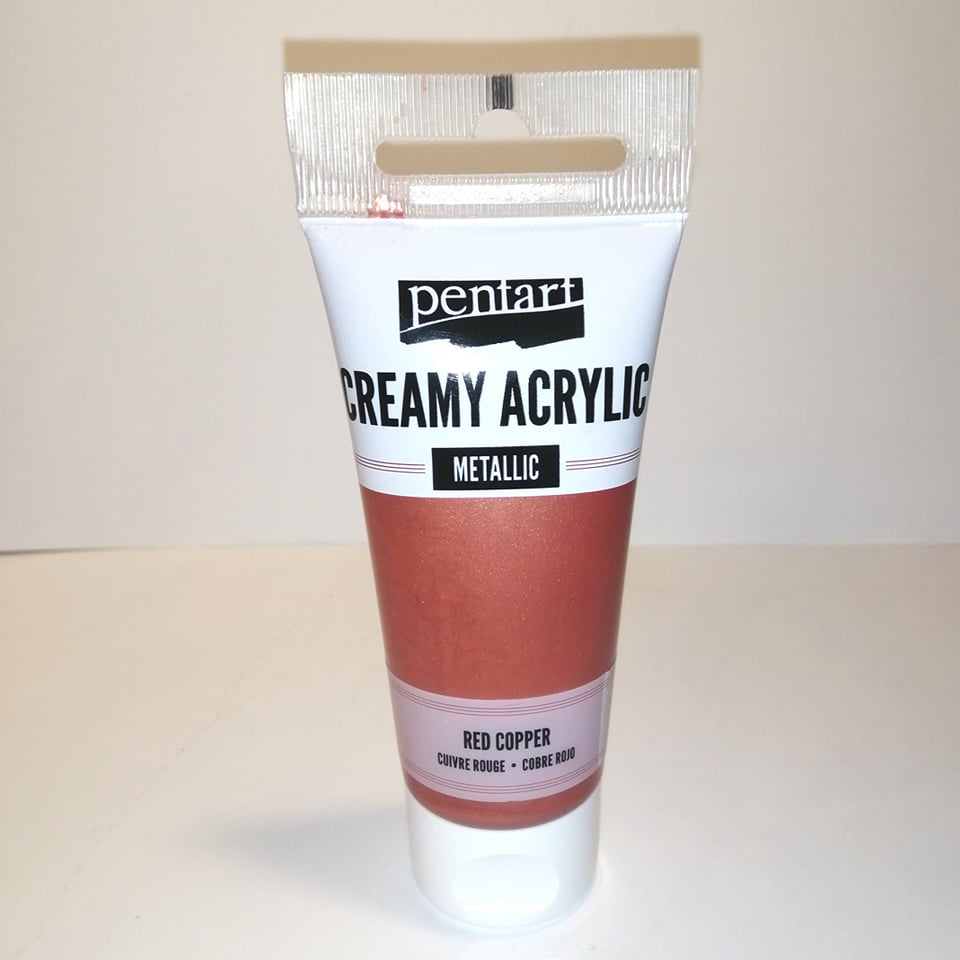 pentart
CREAMY ACRYLIC
METALLIC
RED COPPER
CUIVRE ROUGE • COBRE ROJO